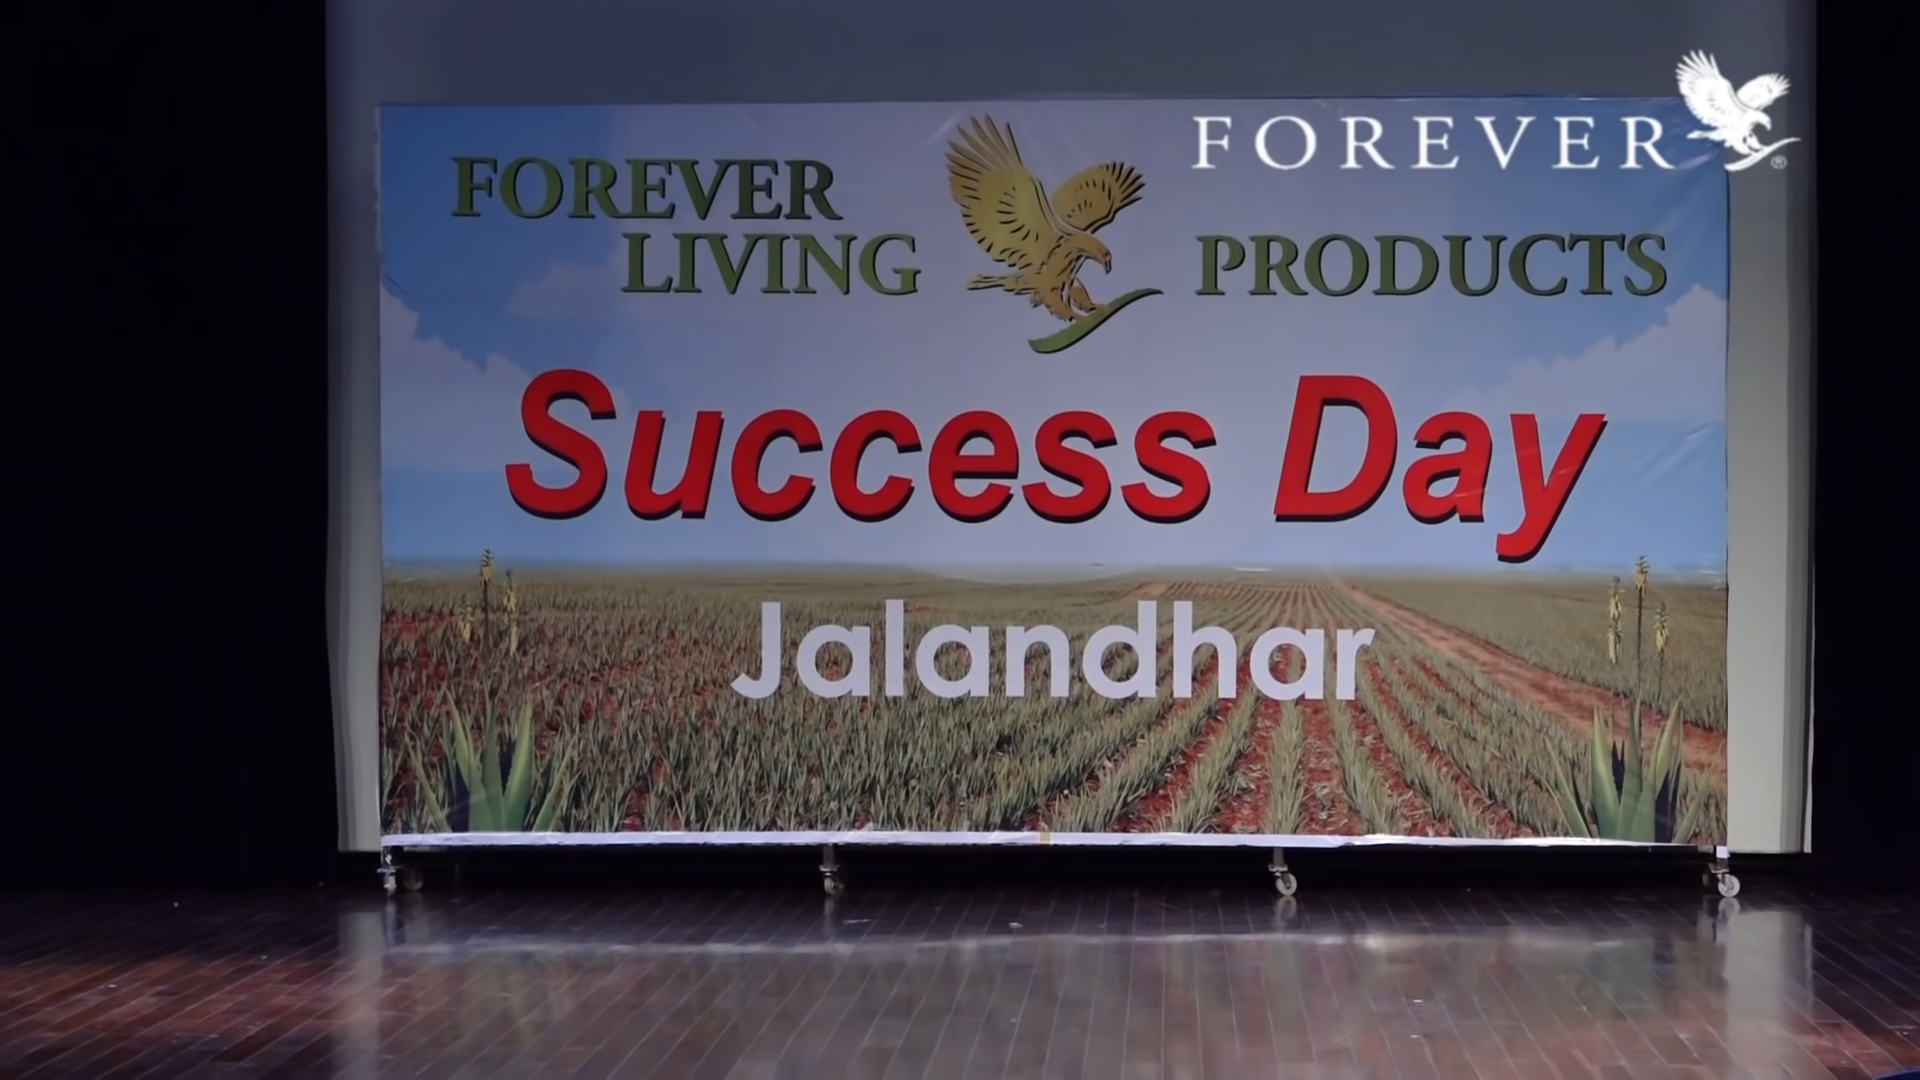 FOREVER
FOREVER
LIVING
PRODUCTS
Success Day
Jalandhar